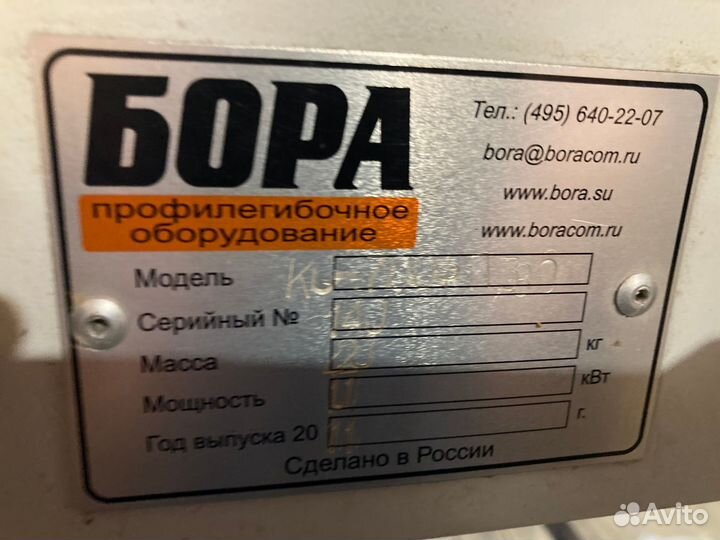 БОРА
профилегибочное
оборудование
Тел.: (495) 640-22-07
bora@boracom.ru
www.bora.su
www.boracom.ru
Модель
Серийный №
Масса кг
Мощность кВт
Год выпуска 20 11 г.
Сделано в России
Avito